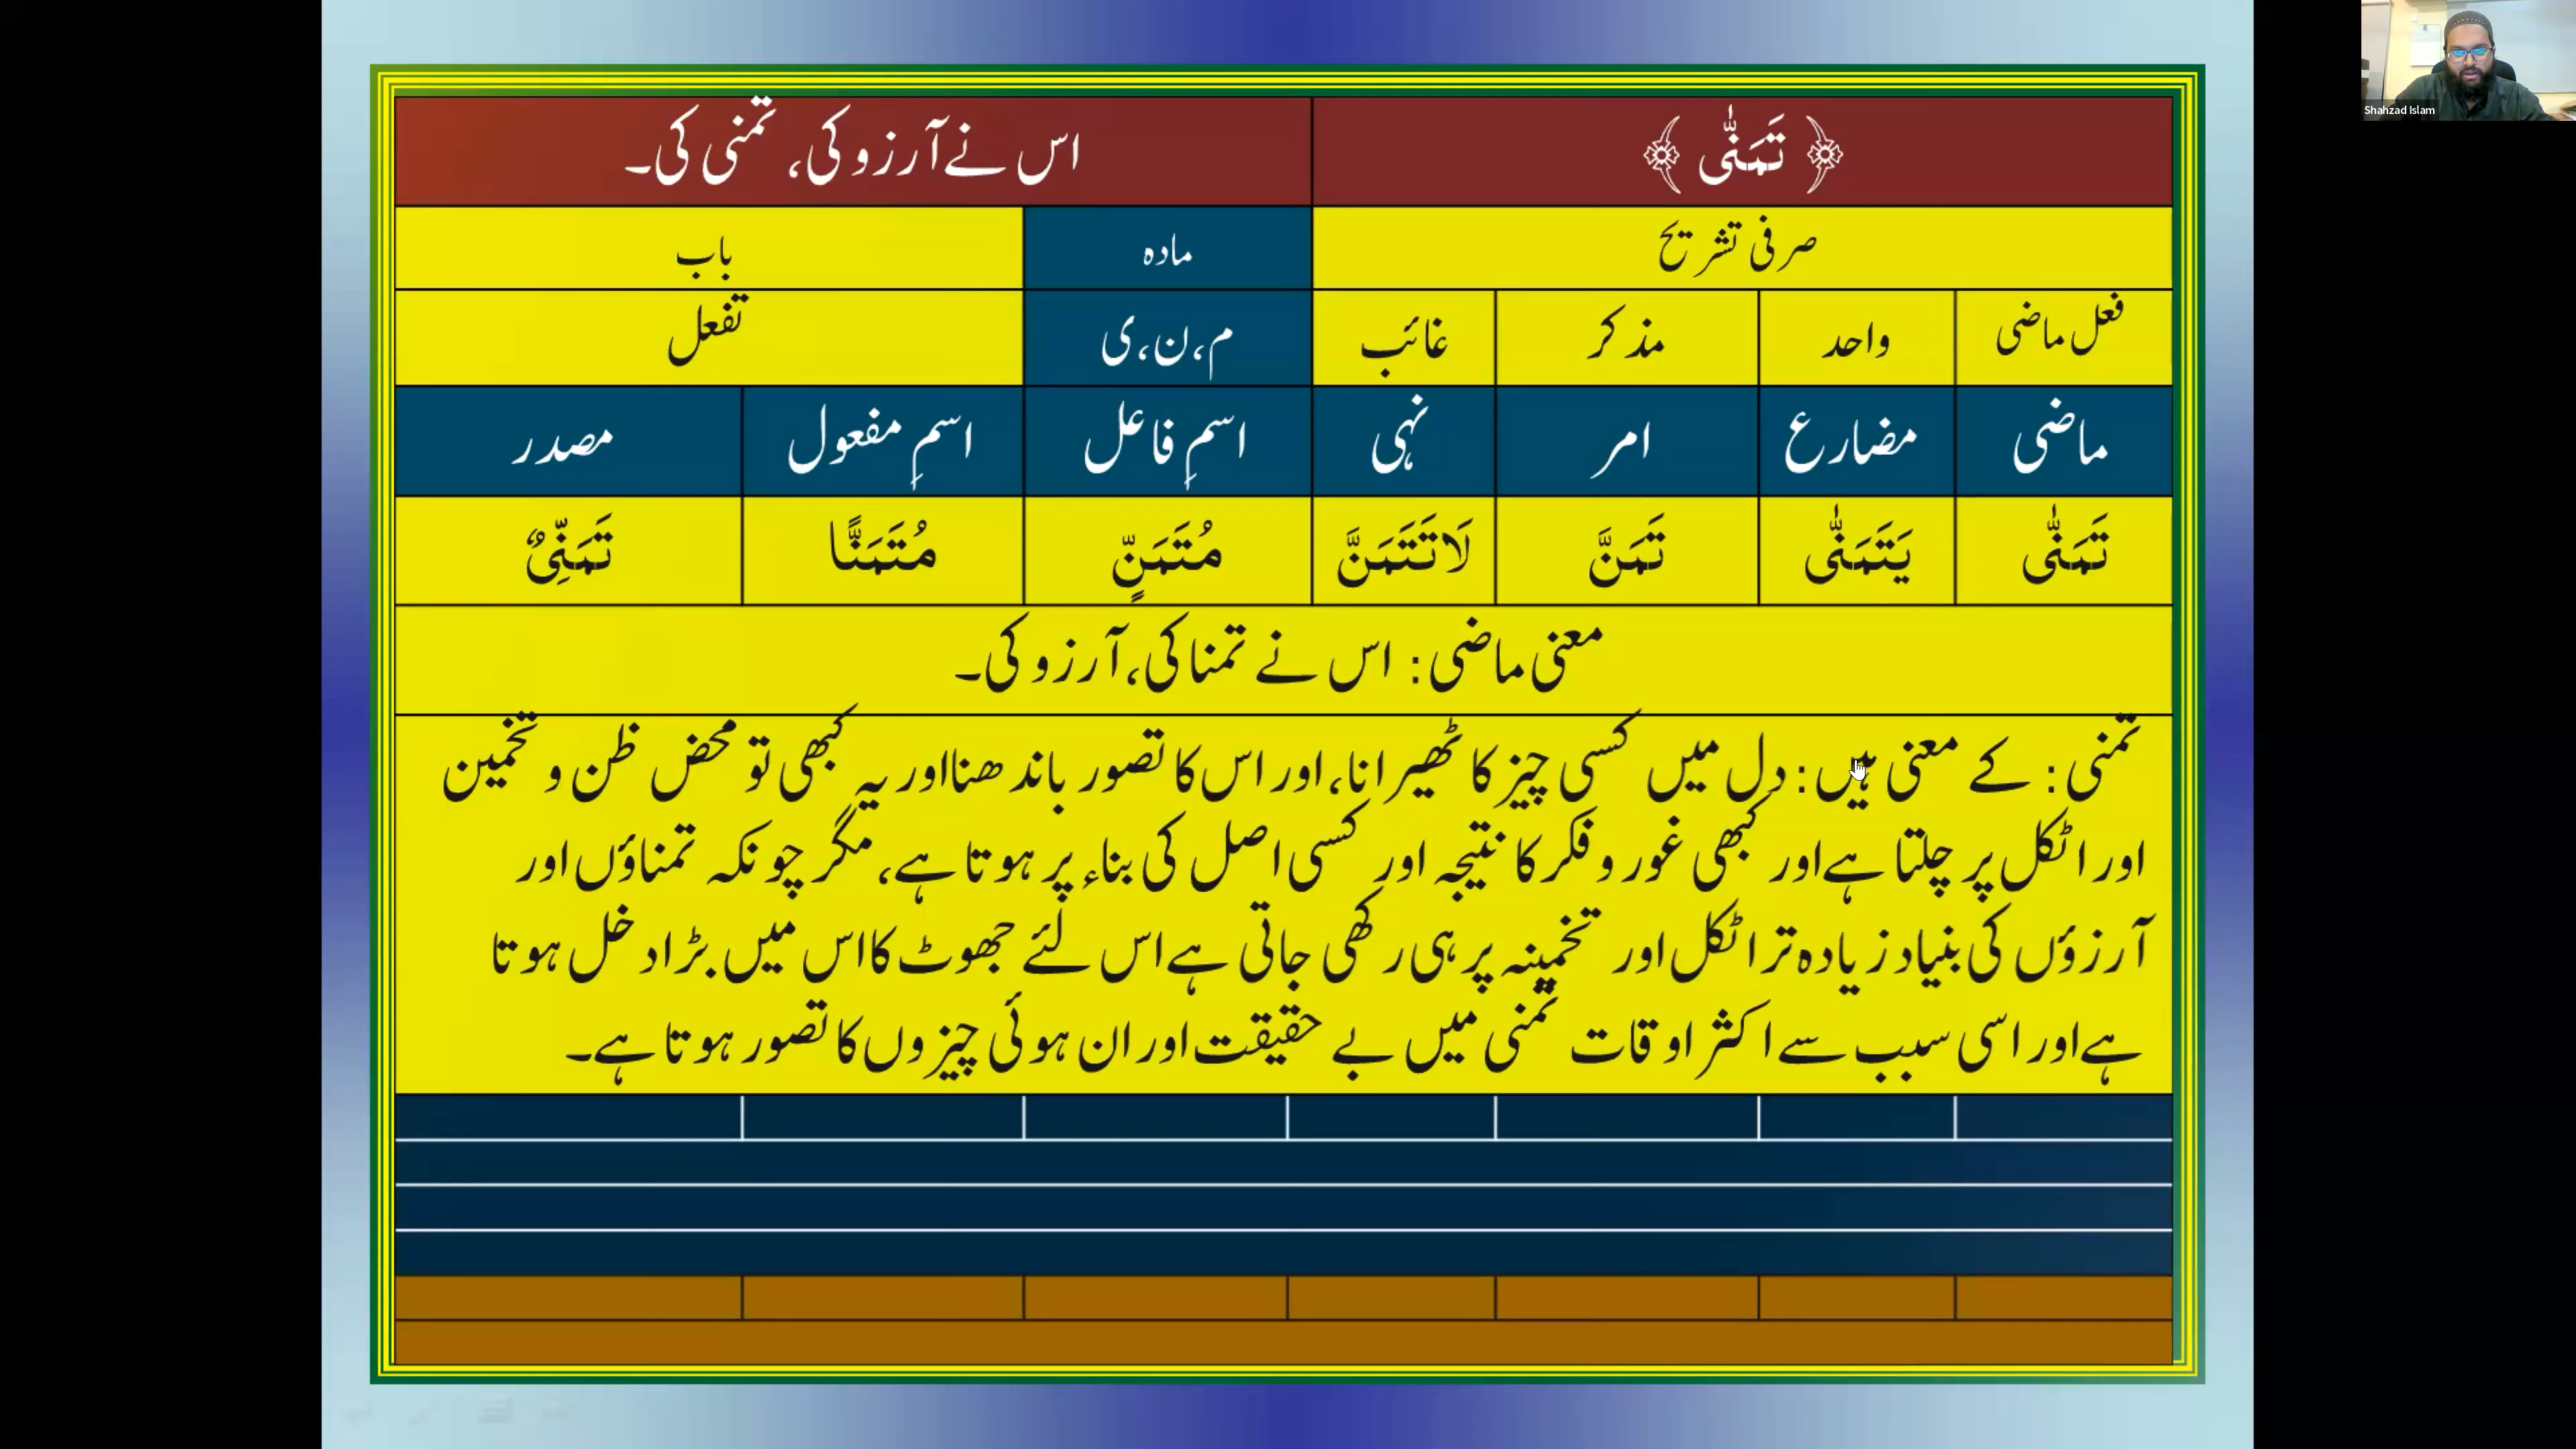 ﴿ تَمَنّٰی ﴾ اس نے آرزو کی، تمنی کی۔
صرفی تشریح مادہ باب
فعل ماضی واحد مذکر غائب م،ن،ی تفعل
ماضی مضارع امر نہی اسمِ فاعل اسمِ مفعول مصدر
تَمَنّٰی یَتَمَنّٰی تَمَنَّ لَاتَتَمَنَّ مُتَمَنٍّ مُتَمَنًّا تَمَنِّیٌ
معنی ماضی: اس نے تمنا کی، آرزو کی۔
تمنی: کے معنی ہیں: دل میں کسی چیز کا ٹھیرانا، اور اس کا تصور باندھنا اور یہ کبھی تو محض ظن و تخمین
اور اٹکل پر چلتا ہے اور کبھی غور و فکر کا نتیجہ اور کسی اصل کی بناء پر ہوتا ہے، مگر چونکہ تمناؤں اور
آرزؤں کی بنیاد زیادہ تر اٹکل اور تخمینہ پر ہی رکھی جاتی ہے اس لئے جھوٹ کا اس میں بڑا دخل ہوتا
ہے اور اسی سبب سے اکثر اوقات تمنی میں بے حقیقت اور ان ہوئی چیزوں کا تصور ہوتا ہے۔
Shahzad Islam